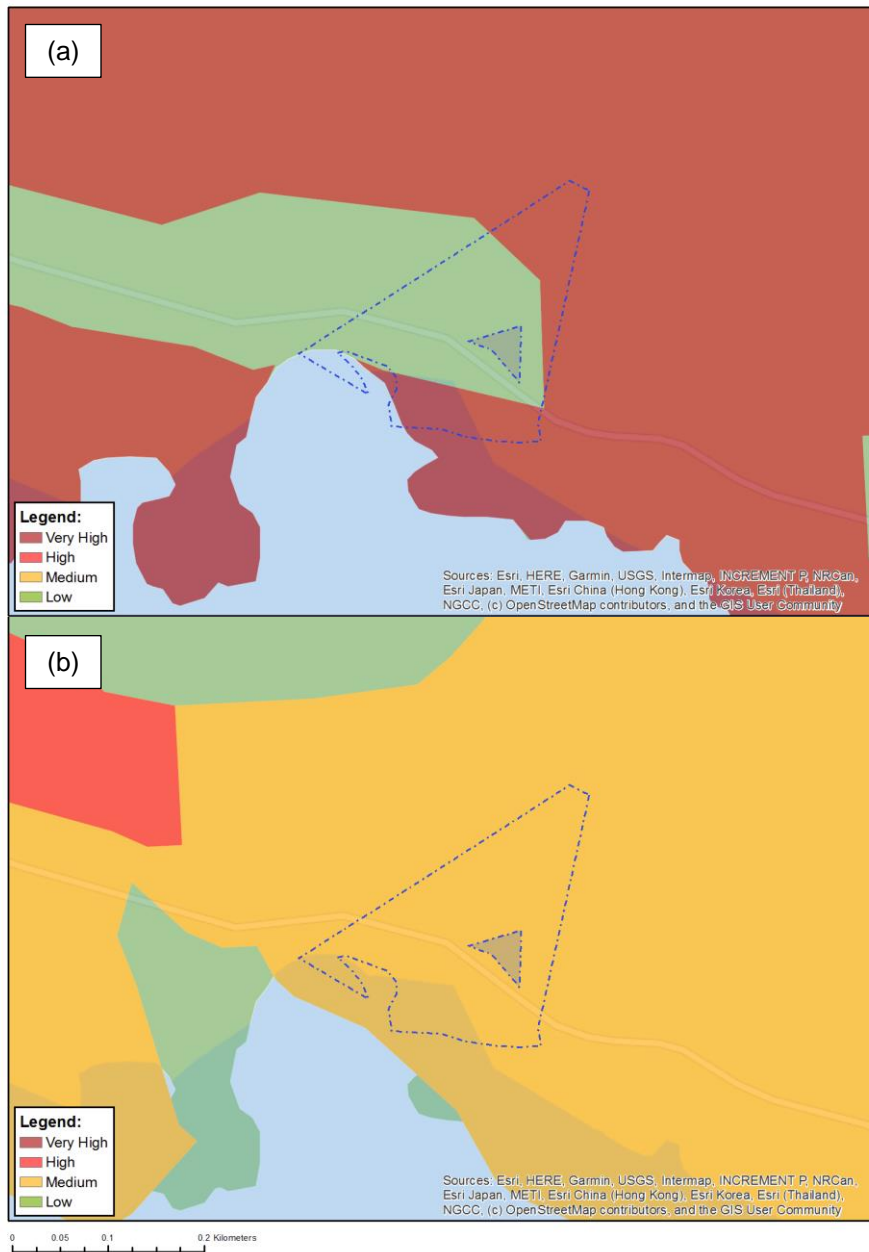 (a)
Legend:
Very High
High
Medium
Low
Sources: Esri, HERE, Garmin, USGS, Intermap, INCREMENT P, NRCan,
Esri Japan, METI, Esri China (Hong Kong), Esri Korea, Esri (Thailand),
NGCC, (c) OpenStreetMap contributors, and the GIS User Community
(b)
Legend:
Very High
High
Medium
Low
Sources: Esri, HERE, Garmin, USGS, Intermap, INCREMENT P, NRCan,
Esri Japan, METI, Esri China (Hong Kong), Esri Korea, Esri (Thailand),
NGCC, (c) OpenStreetMap contributors, and the GIS User Community
0 0.05 0.1 0.2 Kilometers